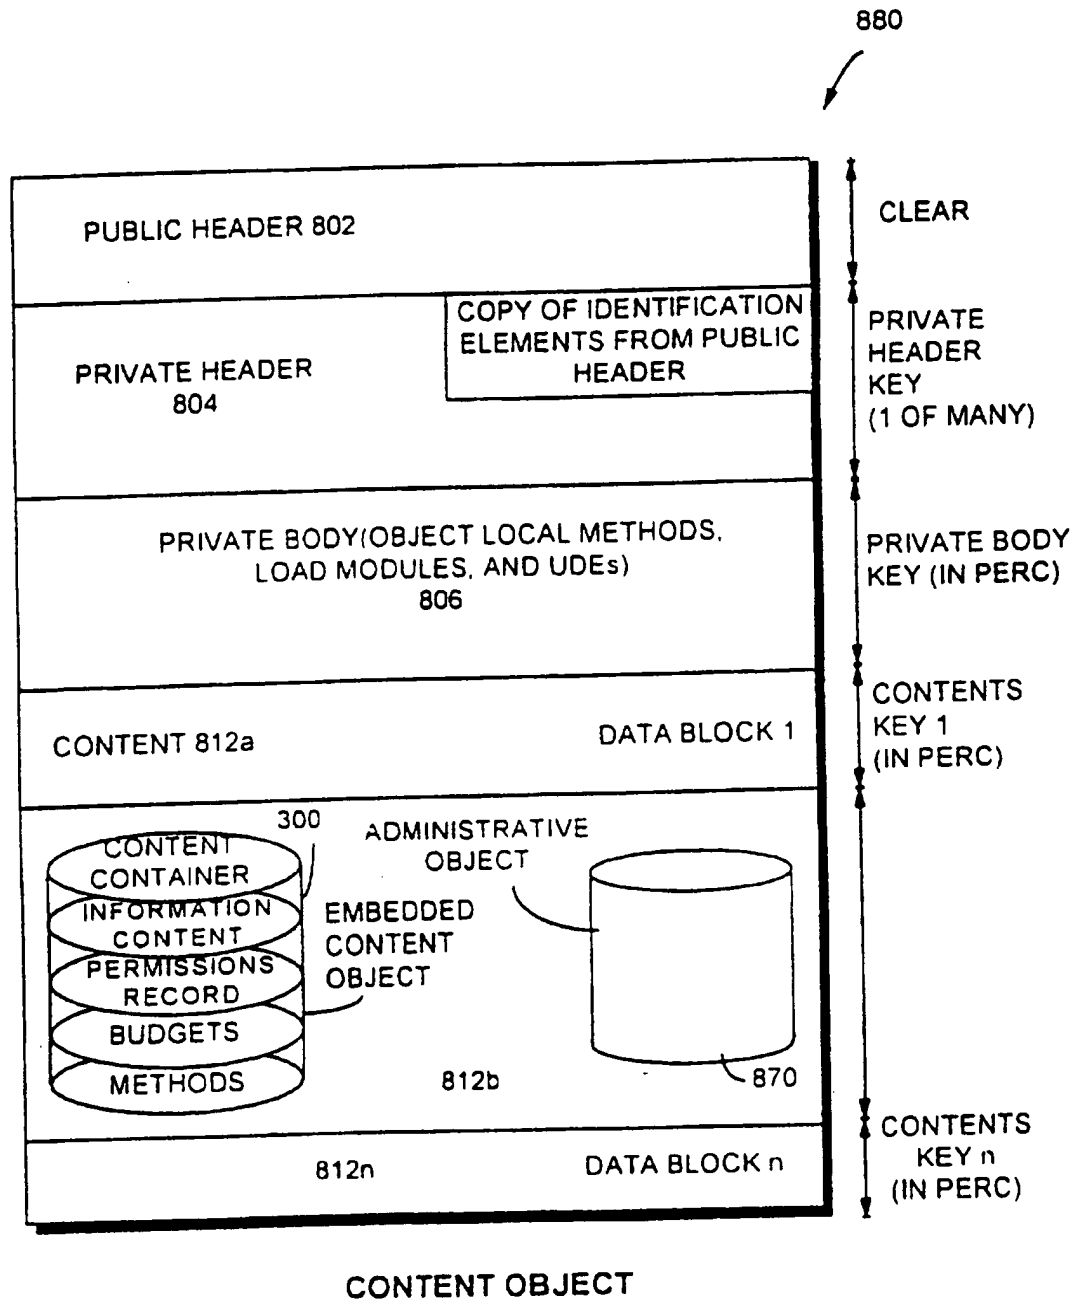 880
PUBLIC HEADER 802
CLEAR
COPY OF IDENTIFICATION
ELEMENTS FROM PUBLIC
HEADER
PRIVATE HEADER
804
PRIVATE
HEADER
KEY
(1 OF MANY)
PRIVATE BODY(OBJECT LOCAL METHODS,
LOAD MODULES, AND UDEs)
806
PRIVATE BODY
KEY (IN PERC)
CONTENT 812a
DATA BLOCK 1
CONTENTS
KEY 1
(IN PERC)
300
CONTENT
CONTAINER
INFORMATION
CONTENT
PERMISSIONS
RECORD
BUDGETS
METHODS
EMBEDDED
CONTENT
OBJECT
ADMINISTRATIVE
OBJECT
870
812b
812n
DATA BLOCK n
CONTENTS
KEY n
(IN PERC)
CONTENT OBJECT